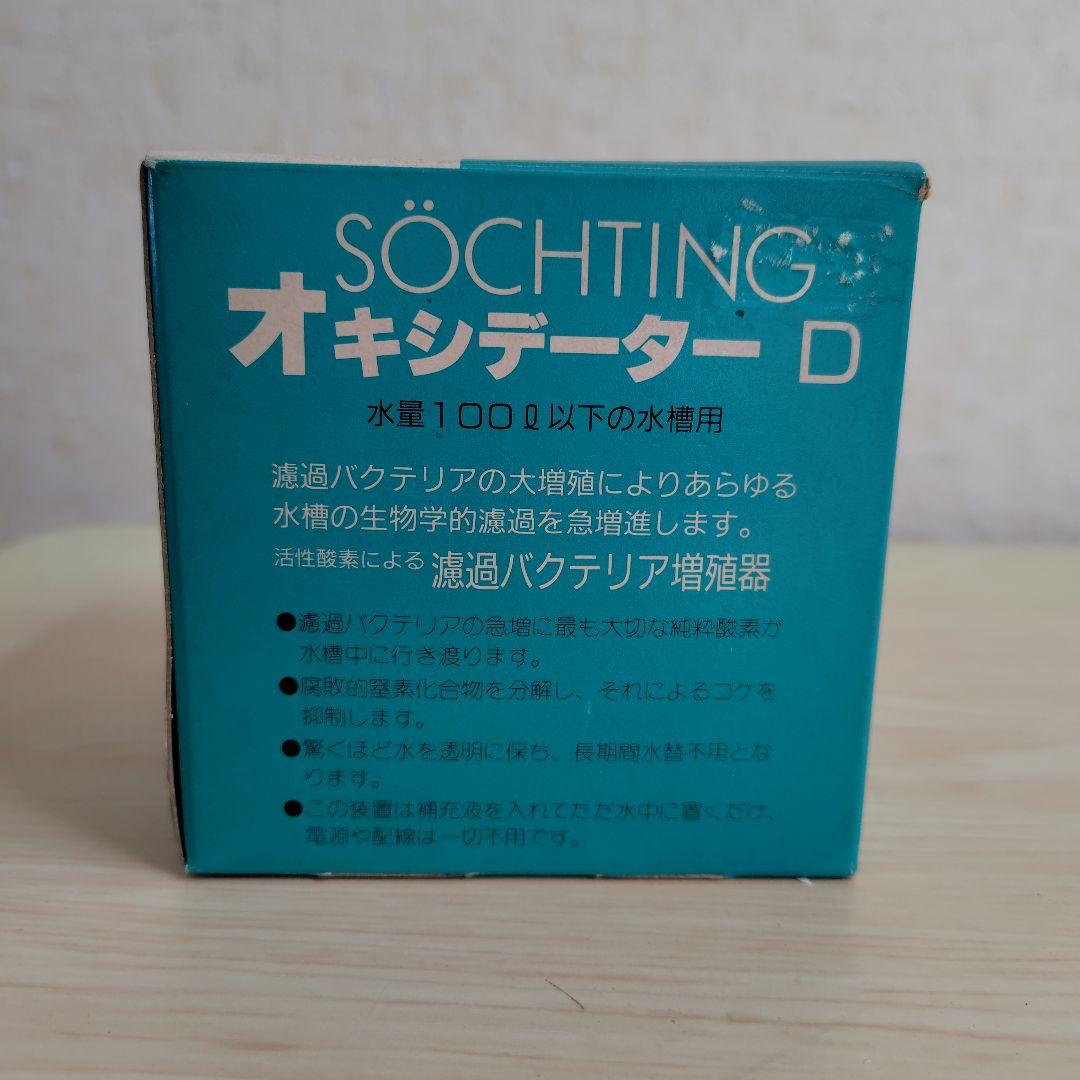 SÖCHTING
オキシデーター D
水量100ℓ以下の水槽用
濾過バクテリアの大増殖によりあらゆる
水槽の生物学的濾過を急増進します。
活性酸素による 濾過バクテリア増殖器
●濾過バクテリアの急増に最も大切な純粋酸素が
水槽中に行き渡ります。
●腐敗的窒素化合物を分解し、それによるコケを
抑制します。
●驚くほど水を透明に保ち、長期間水替不用とな
ります。
●この装置は補充液を入れてただ水中に置くだけ、
電源や配線は一切不用です。